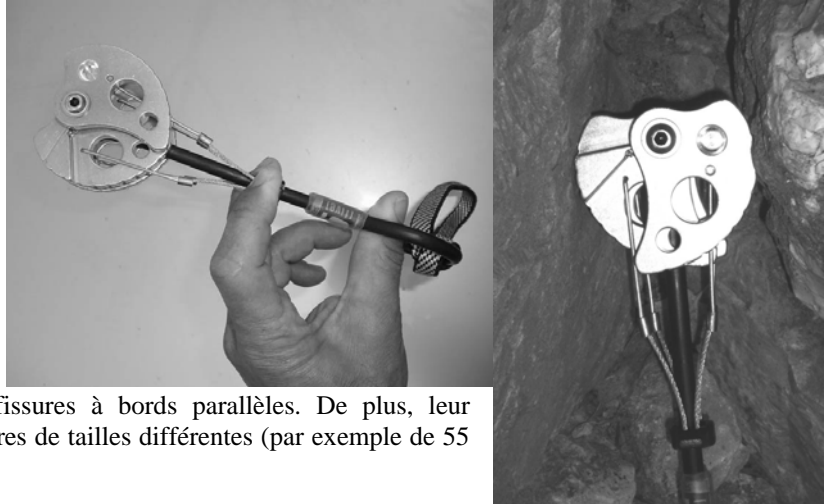 fissures à bords parallèles. De plus, leur
res de tailles différentes (par exemple de 55